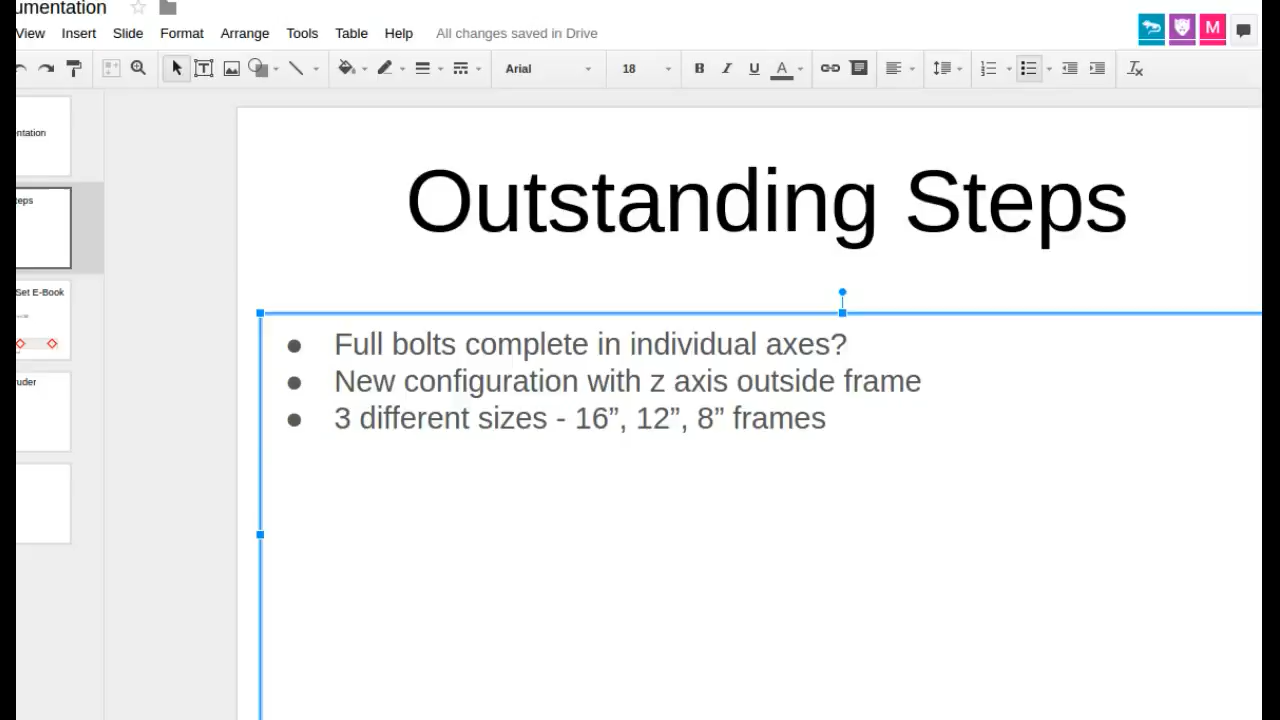 umentation
View Insert Slide Format Arrange Tools Table Help All changes saved in Drive
M
Arial 18 B I U A
ntation
teps
Set E-Book
uder
Outstanding Steps
● Full bolts complete in individual axes?
● New configuration with z axis outside frame
● 3 different sizes - 16”, 12”, 8” frames